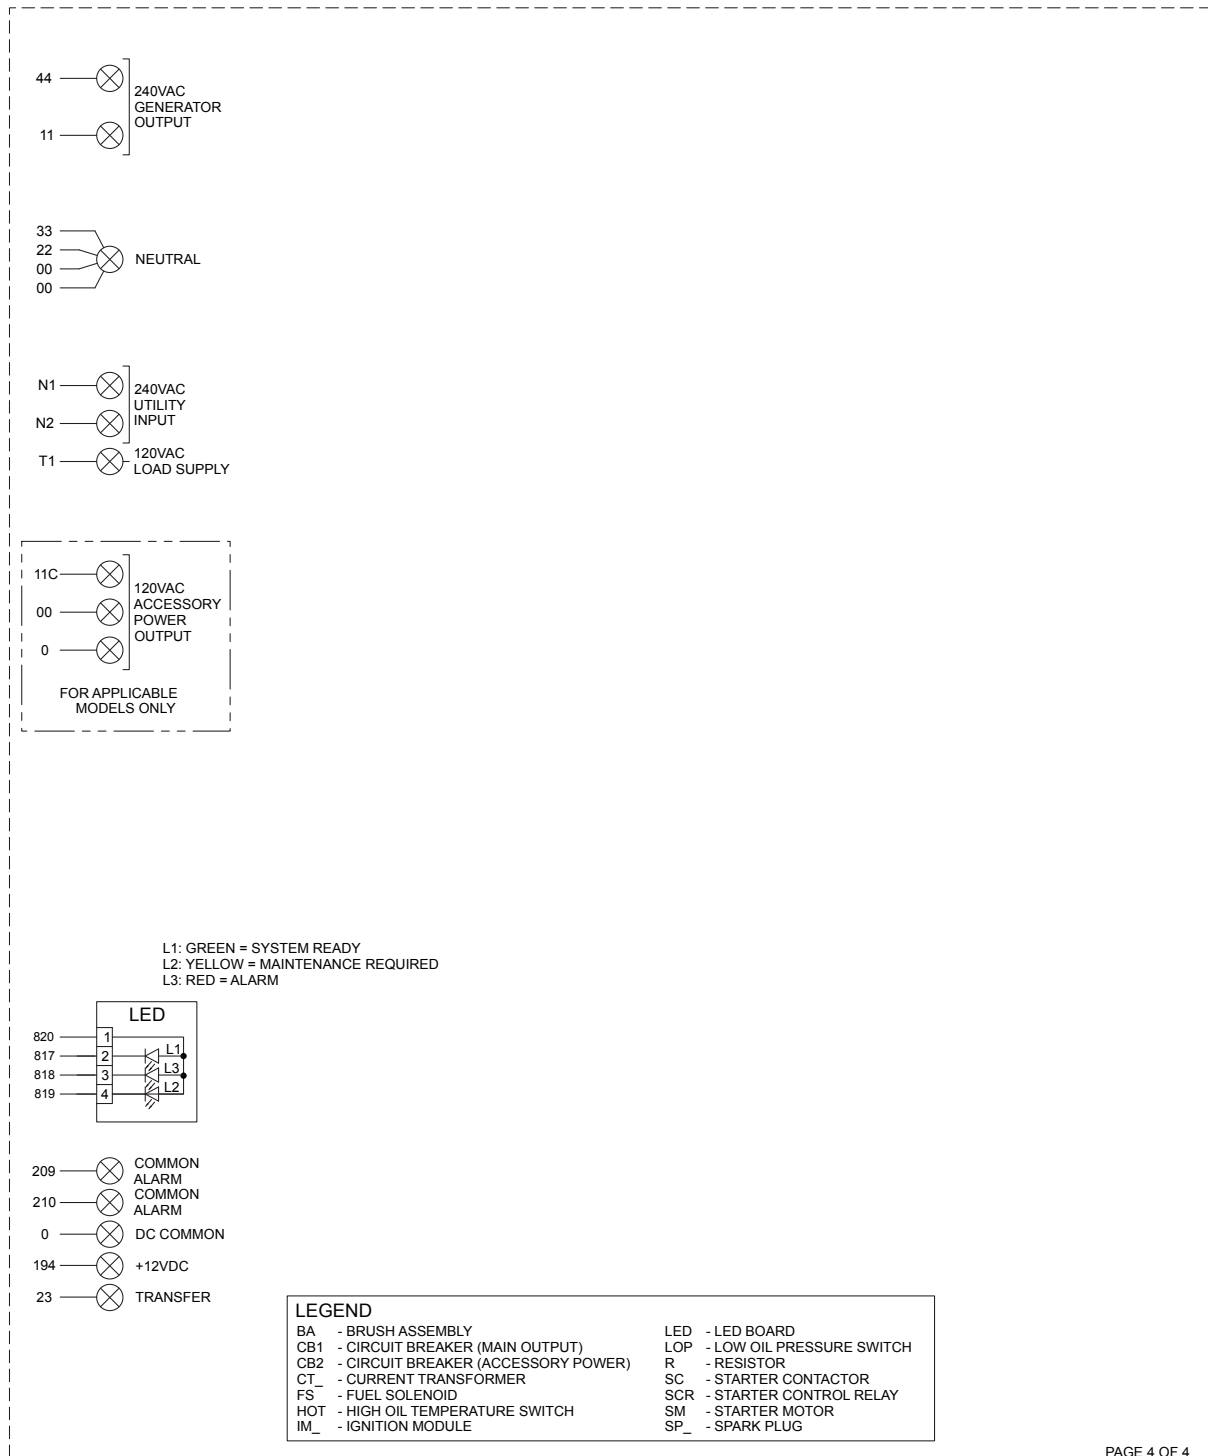 44
11
240VAC
GENERATOR
OUTPUT
33
22
00
00
NEUTRAL
N1
N2
240VAC
UTILITY
INPUT
T1
120VAC
LOAD SUPPLY
11C
00
0
120VAC
ACCESSORY
POWER
OUTPUT
FOR APPLICABLE
MODELS ONLY
L1: GREEN = SYSTEM READY
L2: YELLOW = MAINTENANCE REQUIRED
L3: RED = ALARM
LED
820 1
817 2 L1
818 3 L3
819 4 L2
209 COMMON
ALARM
210 COMMON
ALARM
0 DC COMMON
194 +12VDC
23 TRANSFER
LEGEND
BA - BRUSH ASSEMBLY
CB1 - CIRCUIT BREAKER (MAIN OUTPUT)
CB2 - CIRCUIT BREAKER (ACCESSORY POWER)
CT_ - CURRENT TRANSFORMER
FS - FUEL SOLENOID
HOT - HIGH OIL TEMPERATURE SWITCH
IM_ - IGNITION MODULE
LED - LED BOARD
LOP - LOW OIL PRESSURE SWITCH
R - RESISTOR
SC - STARTER CONTACTOR
SCR - STARTER CONTROL RELAY
SM - STARTER MOTOR
SP_ - SPARK PLUG
PAGE 4 OF 4